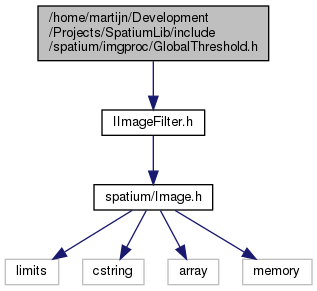 /home/martijn/Development
/Projects/SpatiumLib/include
/spatium/imgproc/GlobalThreshold.h
IImageFilter.h
spatium/Image.h
limits
cstring
array
memory